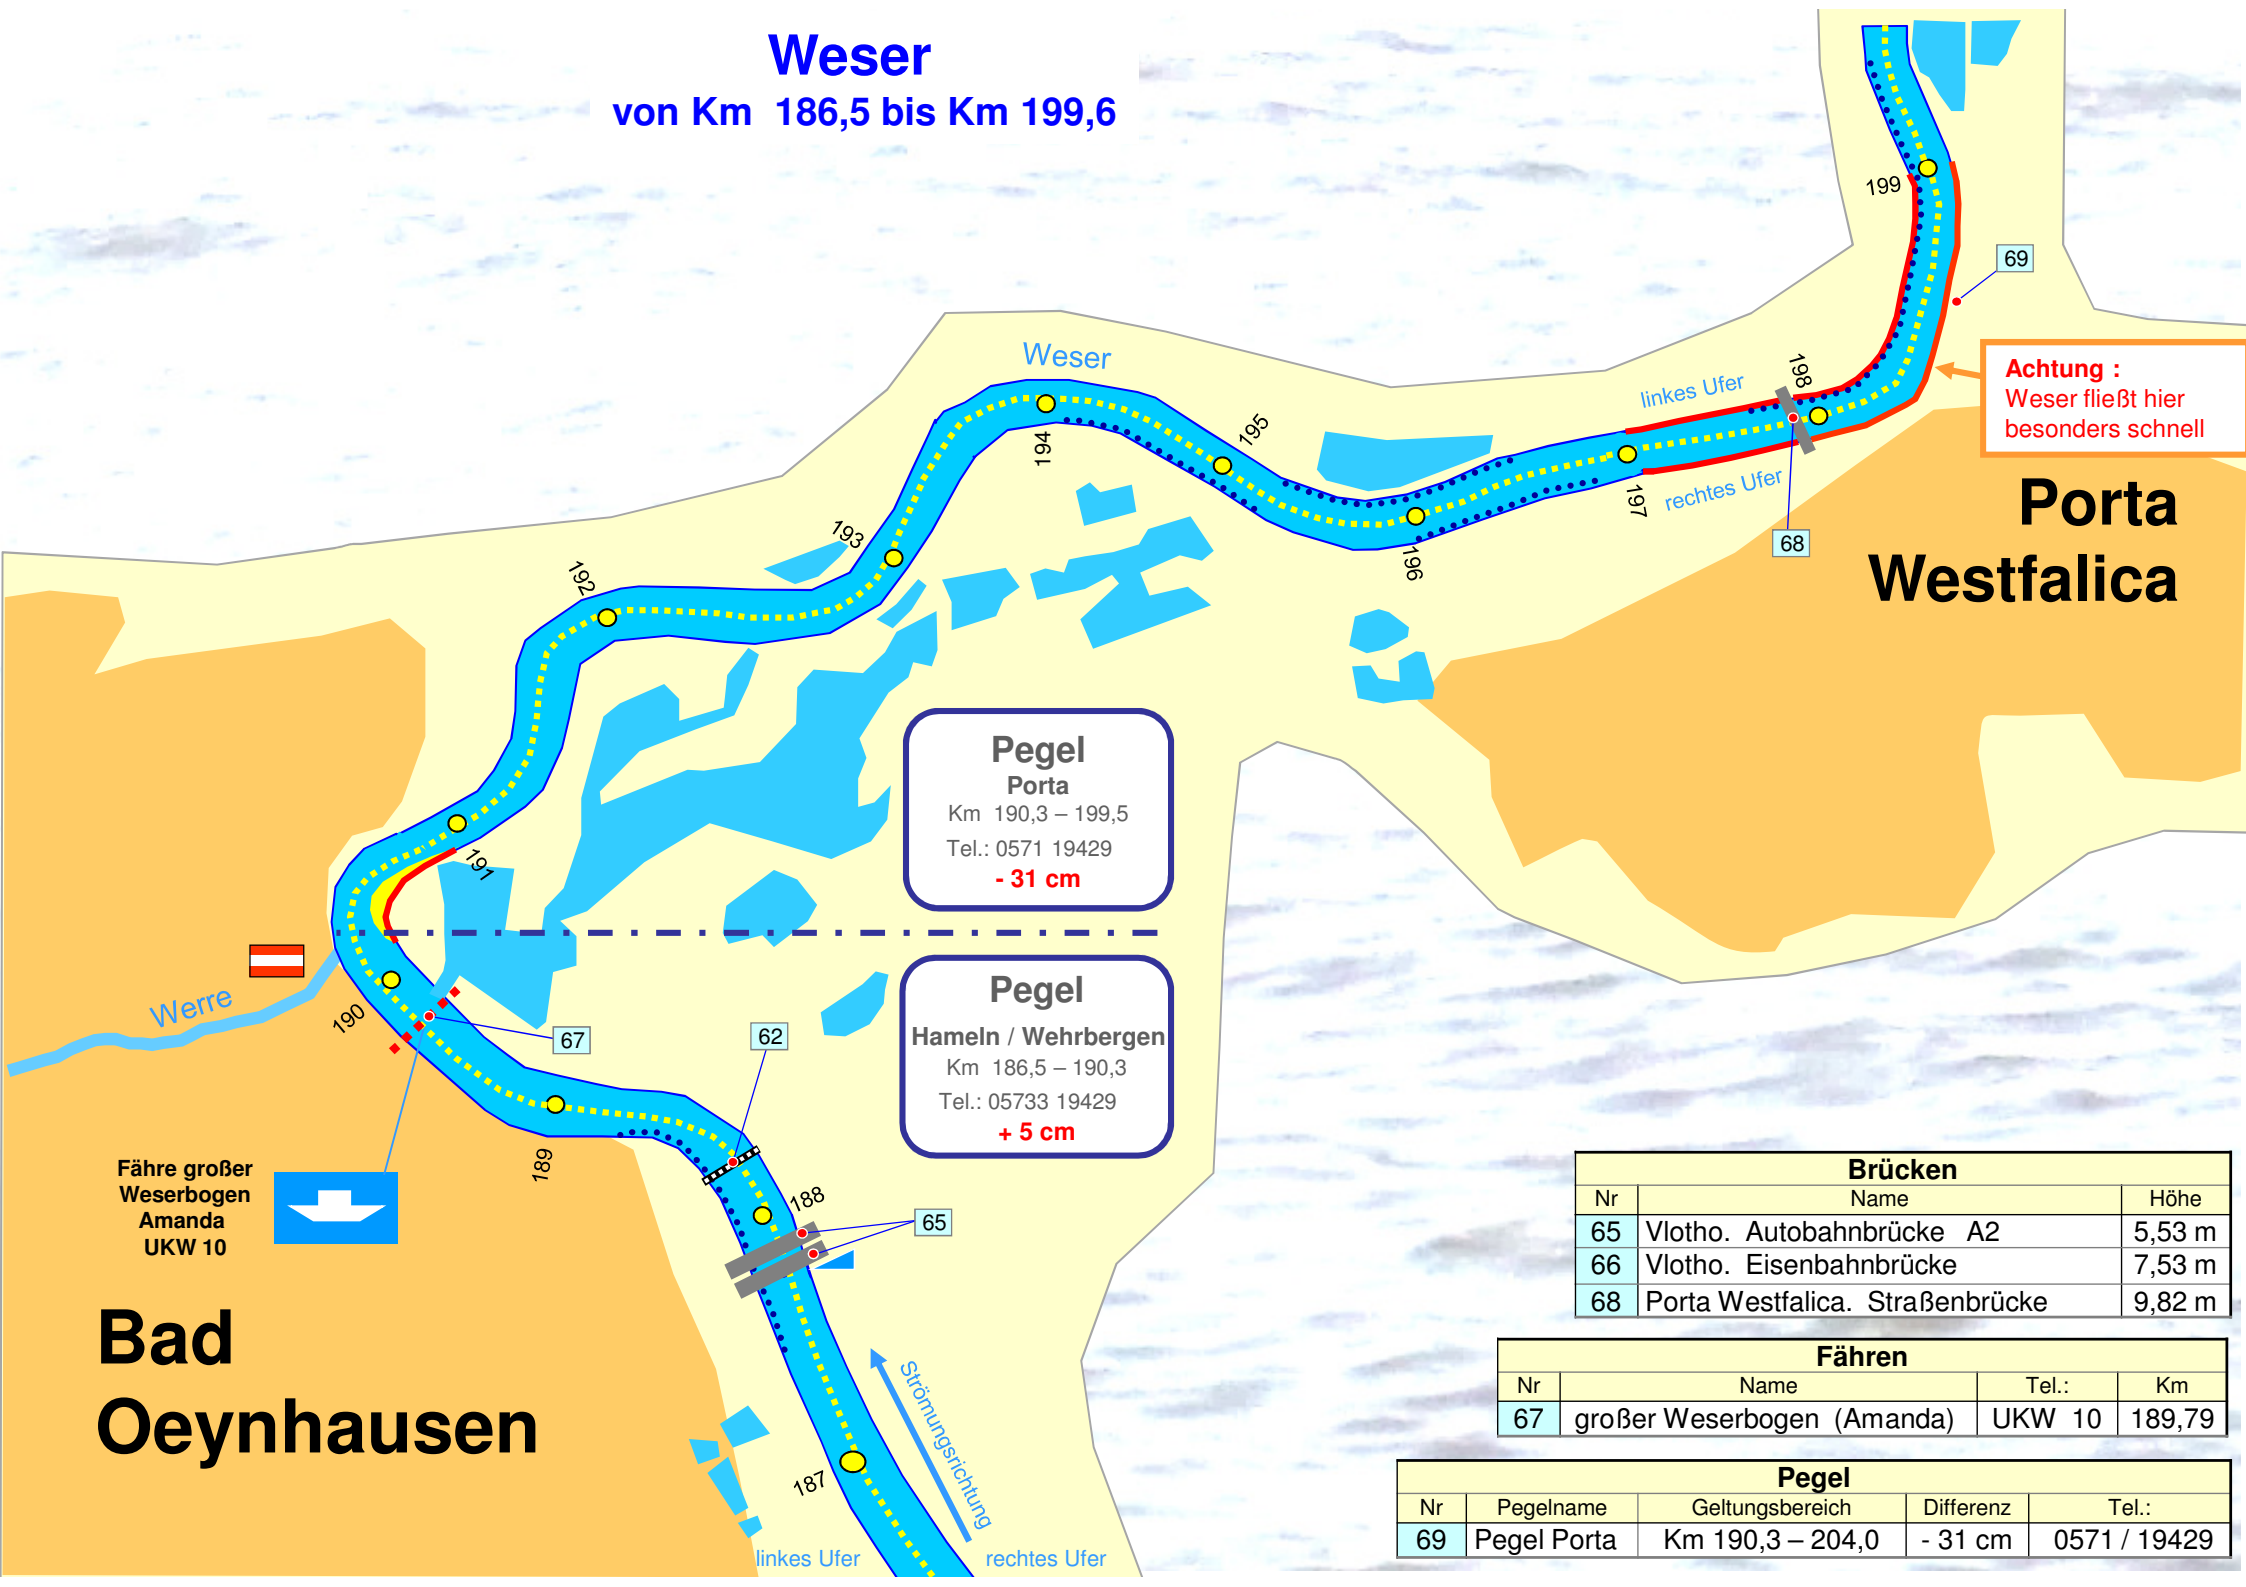 Weser
von Km 186,5 bis Km 199,6
199
69
Achtung :
Weser fließt hier
besonders schnell
198
Weser
linkes Ufer
194
195
rechtes Ufer
197
68
196
Porta
Westfalica
193
192
191
Pegel
Porta
Km 190,3 – 199,5
Tel.: 0571 19429
- 31 cm
Werre
190
67
62
Pegel
Hameln / Wehrbergen
Km 186,5 – 190,3
Tel.: 05733 19429
+ 5 cm
189
188
65
Fähre großer
Weserbogen
Amanda
UKW 10
Bad
Oeynhausen
187
Strömungsrichtung
linkes Ufer
rechtes Ufer
Brücken
Nr Name Höhe
65 Vlotho. Autobahnbrücke A2 5,53 m
66 Vlotho. Eisenbahnbrücke 7,53 m
68 Porta Westfalica. Straßenbrücke 9,82 m
Fähren
Nr Name Tel.: Km
67 großer Weserbogen (Amanda) UKW 10 189,79
Pegel
Nr Pegelname Geltungsbereich Differenz Tel.:
69 Pegel Porta Km 190,3 – 204,0 - 31 cm 0571 / 19429